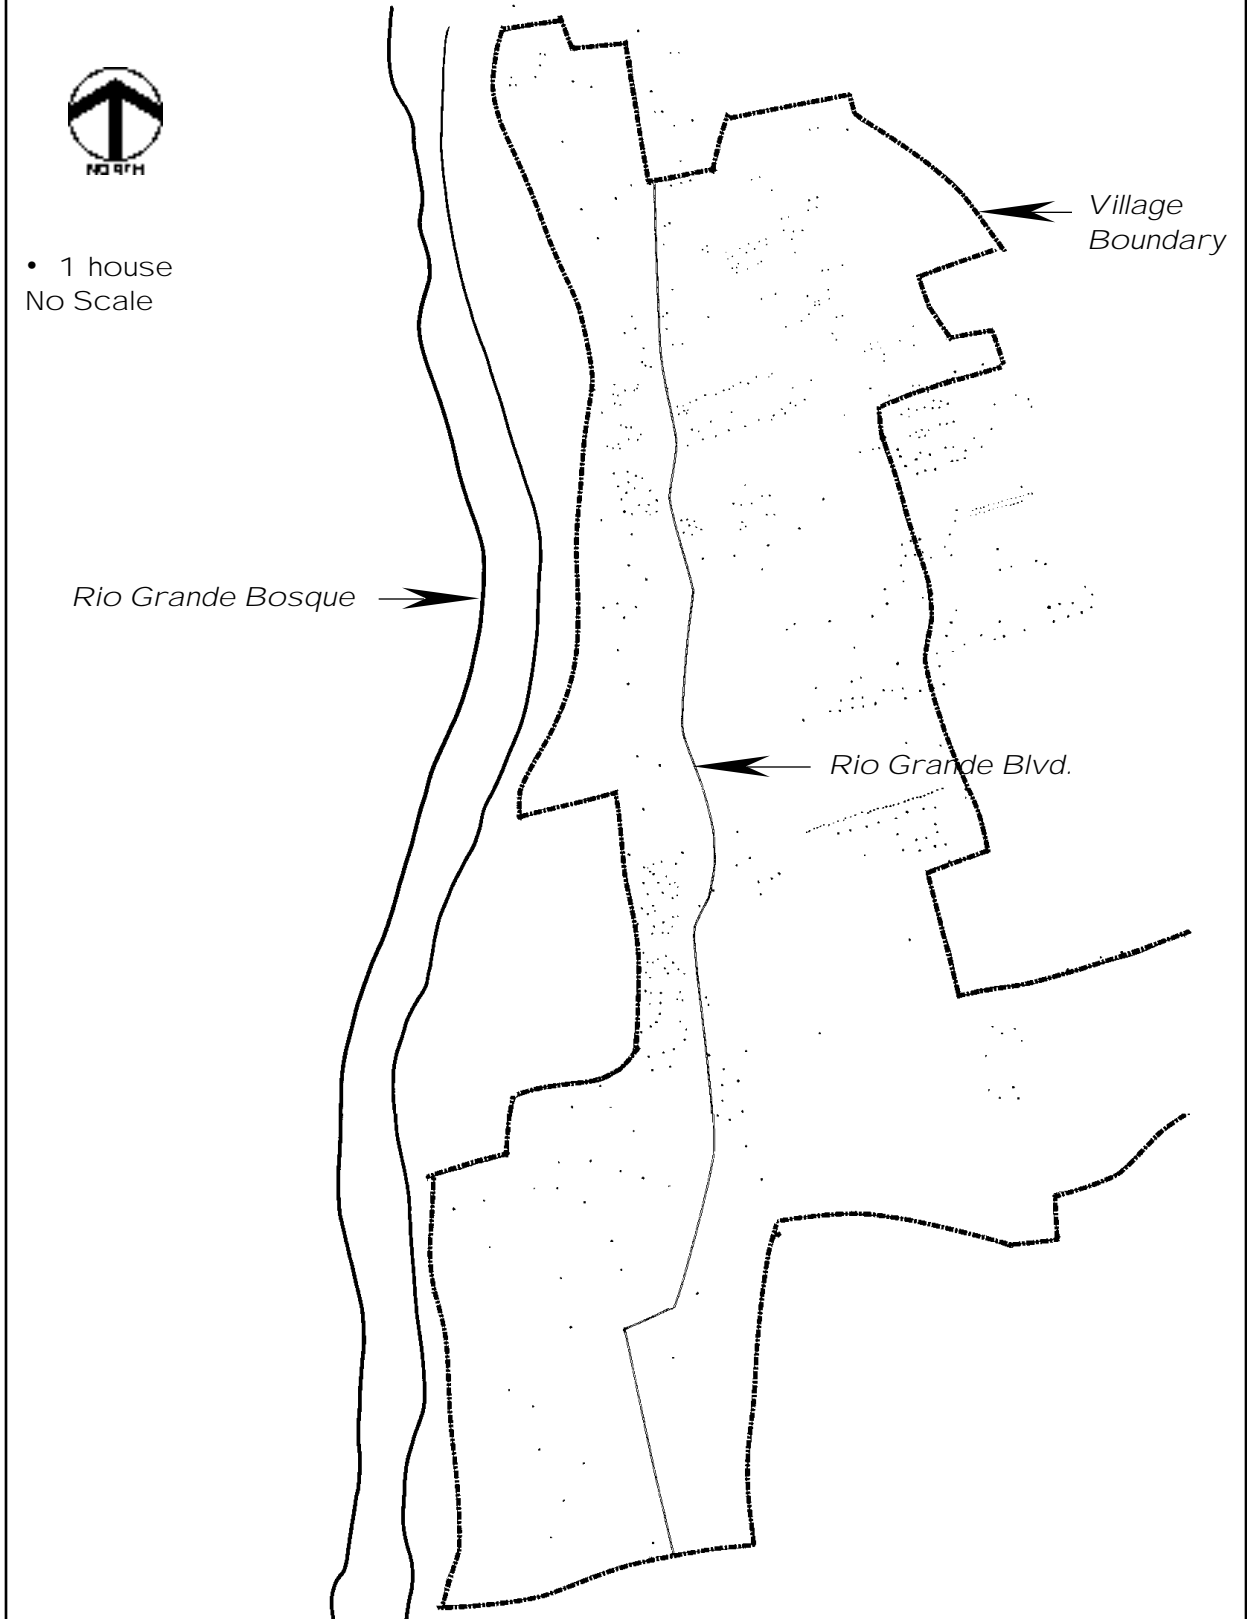 NORTH
• 1 house
No Scale
Village
Boundary
Rio Grande Bosque
Rio Grande Blvd.